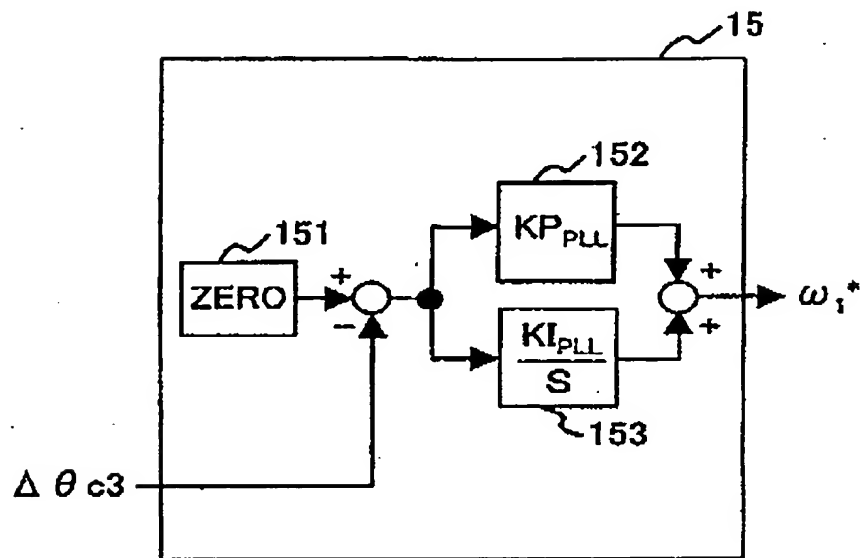 15
152
151
KP_PLL
+
+
ZERO
ω₁*
−
+
KI_PLL
S
153
Δθc3